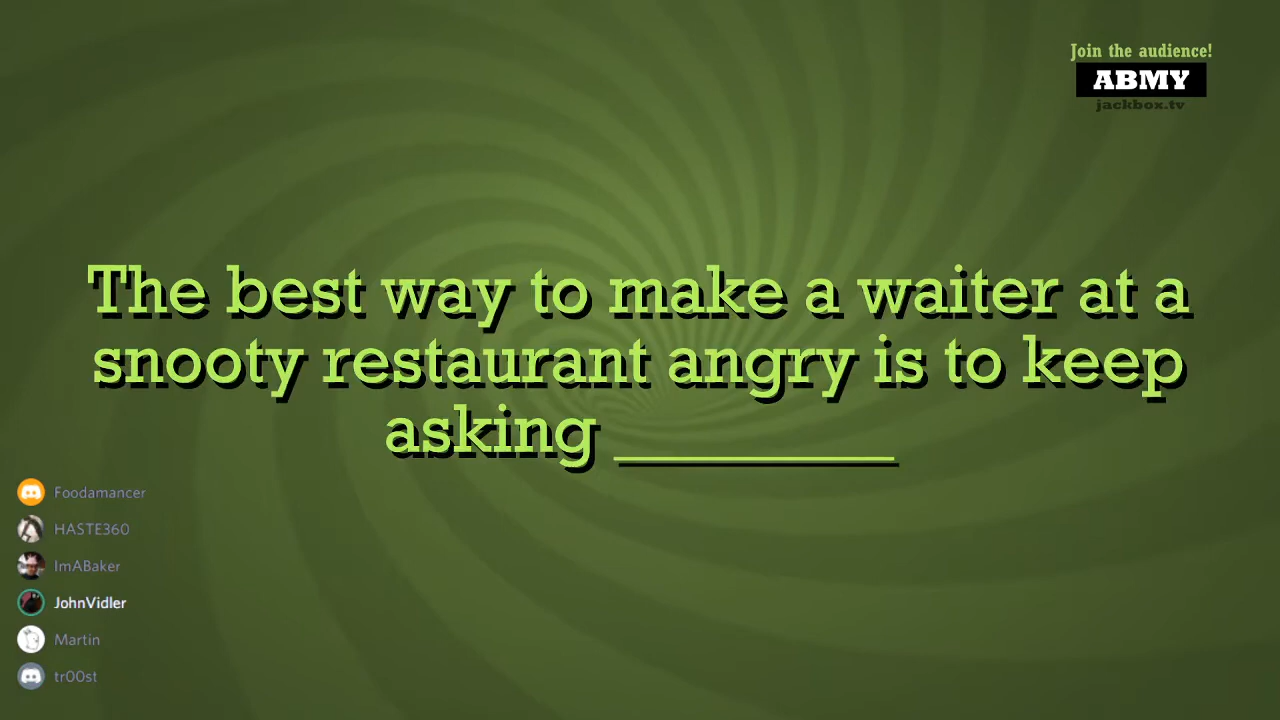 Join the audience!
ABMY
jackbox.tv
The best way to make a waiter at a
snooty restaurant angry is to keep
asking __________
Foodamancer
HASTE360
ImABaker
JohnVidler
Martin
tr00st